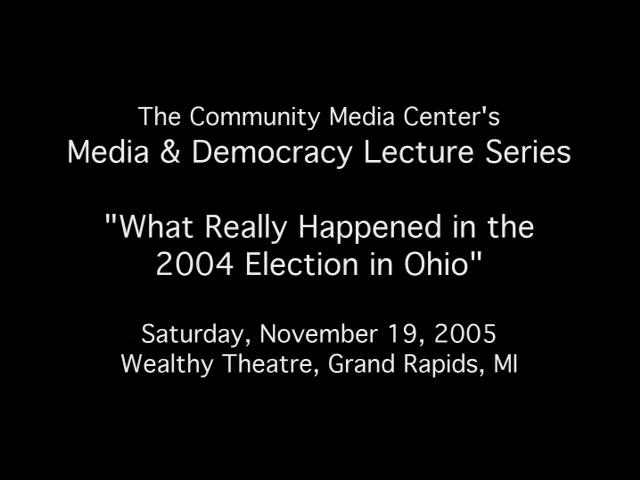 The Community Media Center's
Media & Democracy Lecture Series
"What Really Happened in the
2004 Election in Ohio"
Saturday, November 19, 2005
Wealthy Theatre, Grand Rapids, MI